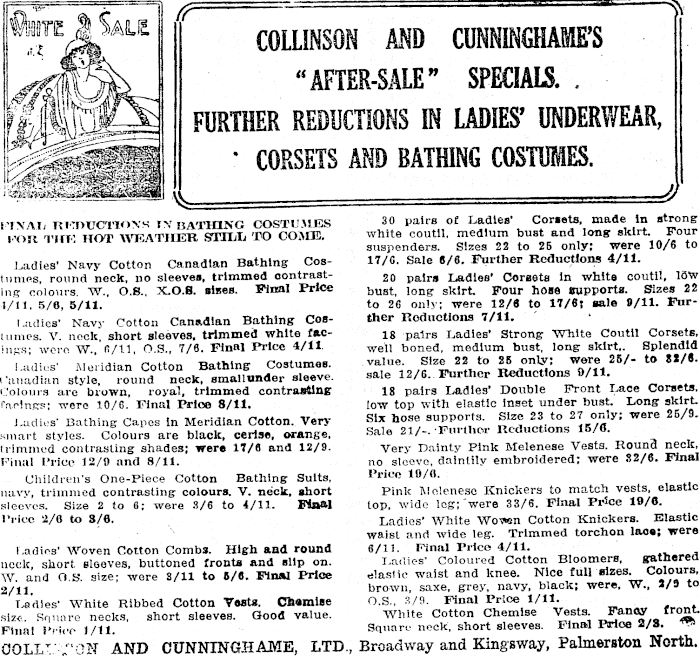 WHITE SALE
COLLINSON AND CUNNINGHAME'S
"AFTER-SALE" SPECIALS.
FURTHER REDUCTIONS IN LADIES' UNDERWEAR,
CORSETS AND BATHING COSTUMES.
FINAL REDUCTIONS IN BATHING COSTUMES
FOR THE HOT WEATHER STILL TO COME.
Ladies' Navy Cotton Canadian Bathing Cos-
tumes, round neck, no sleeves, trimmed contrast-
ing colours. W., O.S., X.O.S. sizes. Final Price
4/11, 5/6, 5/11.
Ladies' Navy Cotton Canadian Bathing Cos-
tumes. V. neck, short sleeves, trimmed white fac-
ings; were W., 6/11, O.S., 7/6. Final Price 4/11.
Ladies' Meridian Cotton Bathing Costumes.
Canadian style, round neck, small under sleeve.
Colours are brown, royal, trimmed contrasting
facings; were 10/6. Final Price 8/11.
Ladies' Bathing Capes in Meridian Cotton. Very
smart styles. Colours are black, cerise, orange,
trimmed contrasting shades; were 17/6 and 12/9.
Final Price 12/9 and 8/11.
Children's One-Piece Cotton Bathing Suits,
navy, trimmed contrasting colours. V. neck, short
sleeves. Size 2 to 6; were 3/6 to 4/11. Final
Price 2/6 to 3/6.
Ladies' Woven Cotton Combs. High and round
neck, short sleeves, buttoned fronts and slip on.
W. and O.S. size; were 3/11 to 5/6. Final Price
2/11.
Ladies' White Ribbed Cotton Vests. Chemise
size. Square necks, short sleeves. Good value.
Final Price 1/11.
30 pairs of Ladies' Corsets, made in strong
white coutil, medium bust and long skirt. Four
suspenders. Sizes 22 to 25 only; were 10/6 to
17/6. Sale 6/6. Further Reductions 4/11.
20 pairs Ladies' Corsets in white coutil, low
bust, long skirt. Four hose supports. Sizes 22
to 26 only; were 12/6 to 17/6; sale 9/11. Fur-
ther Reductions 7/11.
18 pairs Ladies' Strong White Coutil Corsets,
well boned, medium bust, long skirt,. Splendid
value. Size 22 to 25 only; were 25/- to 32/6.
sale 12/6. Further Reductions 9/11.
18 pairs Ladies' Double Front Lace Corsets,
low top with elastic inset under bust. Long skirt.
Six hose supports. Size 23 to 27 only; were 25/9.
Sale 21/-. Further Reductions 15/6.
Very Dainty Pink Melenese Vests. Round neck,
no sleeve, daintily embroidered; were 32/6. Final
Price 19/6.
Pink Melenese Knickers to match vests, elastic
top, wide leg; were 33/6. Final Price 19/6.
Ladies' White Woven Cotton Knickers. Elastic
waist and wide leg. Trimmed torchon lace; were
6/11. Final Price 4/11.
Ladies' Coloured Cotton Bloomers, gathered
elastic waist and knee. Nice full sizes. Colours,
brown, saxe, grey, navy, black; were, W., 2/9 to
O.S., 3/9. Final Price 1/11.
White Cotton Chemise Vests. Fancy front.
Square neck, short sleeves. Final Price 2/3.
COLLINSON AND CUNNINGHAME, LTD., Broadway and Kingsway, Palmerston North.